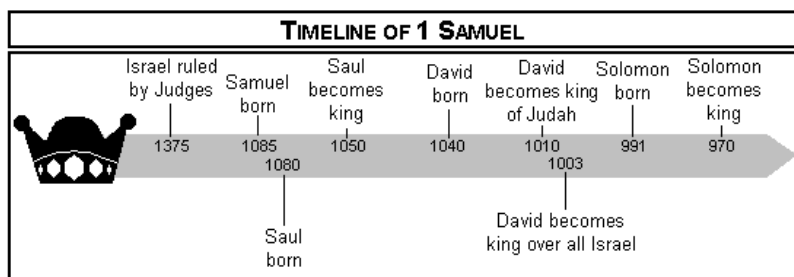 TIMELINE OF 1 SAMUEL
Israel ruled
by Judges
Samuel
born
Saul
becomes
king
David
born
David
becomes king
of Judah
Solomon
born
Solomon
becomes
king
1375
1085
1080
1050
1040
1010
1003
991
970
Saul
born
David becomes
king over all Israel